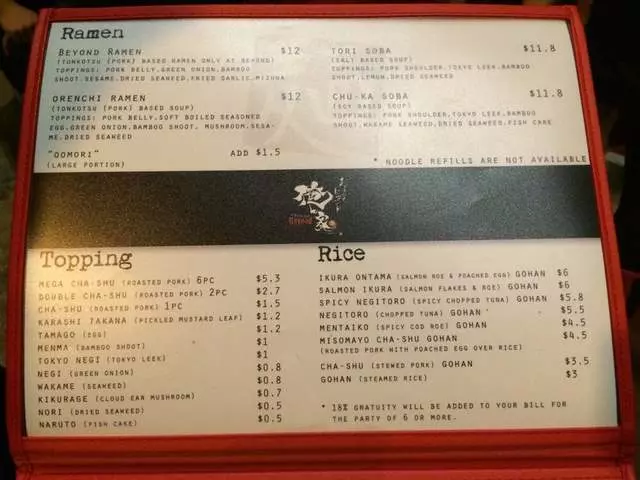 Ramen
BEYOND RAMEN $12
(TONKOTSU (PORK) BASED RAMEN ONLY AT BEYOND)
TOPPINGS: PORK BELLY,GREEN ONION,BAMBOO
SHOOT,SESAME,DRIED SEAWEED,FRIED GARLIC,MIZUNA
ORENCHI RAMEN $12
(TONKOTSU (PORK) BASED SOUP)
TOPPINGS: PORK BELLY,SOFT BOILED SEASONED
EGG,GREEN ONION,BAMBOO SHOOT, MUSHROOM,SESA-
ME,DRIED SEAWEED
"OOMORI" ADD $1.5
(LARGE PORTION)
TORI SOBA $11.8
(SALT BASED SOUP)
TOPPINGS: PORK SHOULDER,TOKYO LEEK,BAMBOO
SHOOT,LEMON,DRIED SEAWEED
CHU-KA SOBA $11.8
(SOY BASED SOUP)
TOPPINGS: PORK SHOULDER,TOKYO LEEK,BAMBOO
SHOOT,WAKAME SEAWEED,DRIED SEAWEED,FISH CAKE
* NOODLE REFILLS ARE NOT AVAILABLE
Beyond
Topping
MEGA CHA-SHU (ROASTED PORK) 6PC $5.3
DOUBLE CHA-SHU (ROASTED PORK) 2PC $2.7
CHA-SHU (ROASTED PORK) 1PC $1.5
KARASHI TAKANA (PICKLED MUSTARD LEAF) $1.2
TAMAGO (EGG) $1.2
MENMA (BAMBOO SHOOT) $1
TOKYO NEGI (TOKYO LEEK) $1
NEGI (GREEN ONION) $0.8
WAKAME (SEAWEED) $0.8
KIKURAGE (CLOUD EAR MUSHROOM) $0.7
NORI (DRIED SEAWEED) $0.5
NARUTO (FISH CAKE) $0.5
Rice
IKURA ONTAMA (SALMON ROE & POACHED EGG) GOHAN $6
SALMON IKURA (SALMON FLAKES & ROE) GOHAN $6
SPICY NEGITORO (SPICY CHOPPED TUNA) GOHAN $5.8
NEGITORO (CHOPPED TUNA) GOHAN $5.5
MENTAIKO (SPICY COD ROE) GOHAN $4.5
MISOMAYO CHA-SHU GOHAN $4.5
(ROASTED PORK WITH POACHED EGG OVER RICE)
CHA-SHU (STEWED PORK) GOHAN $3.5
GOHAN (STEAMED RICE) $3
* 18% GRATUITY WILL BE ADDED TO YOUR BILL FOR
THE PARTY OF 6 OR MORE.